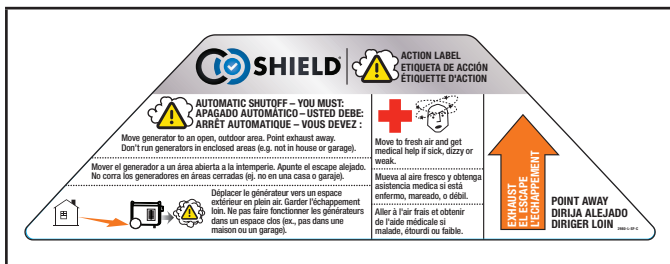 CO SHIELD®
ACTION LABEL
ETIQUETA DE ACCIÓN
ÉTIQUETTE D'ACTION
AUTOMATIC SHUTOFF – YOU MUST:
APAGADO AUTOMÁTICO – USTED DEBE:
ARRÊT AUTOMATIQUE – VOUS DEVEZ :
Move generator to an open, outdoor area. Point exhaust away.
Don't run generators in enclosed areas (e.g. not in house or garage).
Mover el generador a un área abierta a la intemperie. Apunte el escape alejado.
No corra los generadores en áreas cerradas (ej, no en una casa o garaje).
Déplacer le générateur vers un espace
extérieur en plein air. Garder l'échappement
loin. Ne pas faire fonctionner les générateurs
dans un espace clos (ex., pas dans une
maison ou un garage).
Move to fresh air and get
medical help if sick, dizzy or
weak.
Mueva al aire fresco y obtenga
asistencia medica si está
enfermo, mareado, o débil.
Aller à l'air frais et obtenir
de l'aide médicale si
malade, étourdi ou faible.
EXHAUST
EL ESCAPE
L'ÉCHAPPEMENT
POINT AWAY
DIRIJA ALEJADO
DIRIGER LOIN